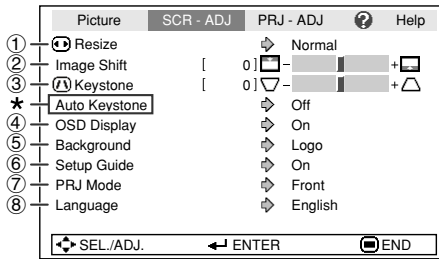 Picture SCR - ADJ PRJ - ADJ ? Help
① Resize Normal
② Image Shift [ 0 ] − +
③ Keystone [ 0 ] − +
* Auto Keystone Off
④ OSD Display On
⑤ Background Logo
⑥ Setup Guide On
⑦ PRJ Mode Front
⑧ Language English
SEL./ADJ. ENTER END